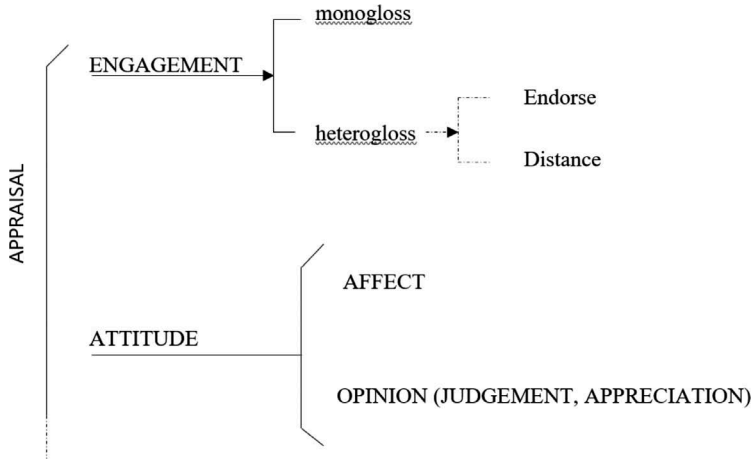 monogloss
ENGAGEMENT
Endorse
heterogloss
Distance
APPRAISAL
AFFECT
ATTITUDE
OPINION (JUDGEMENT, APPRECIATION)